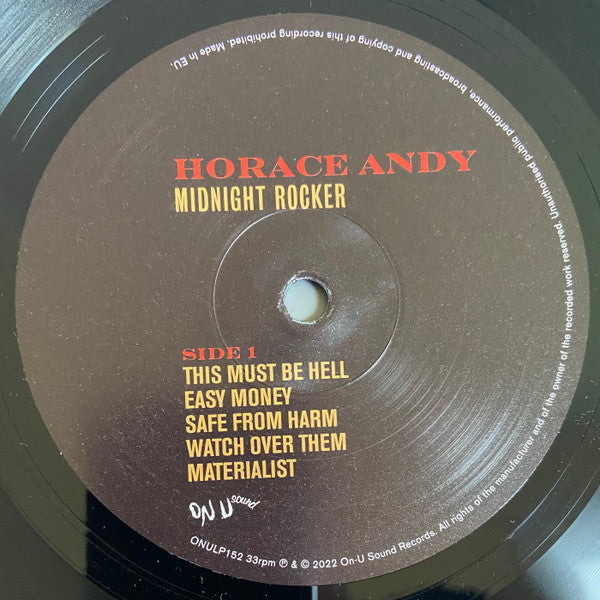 HORACE ANDY
MIDNIGHT ROCKER
SIDE 1
THIS MUST BE HELL
EASY MONEY
SAFE FROM HARM
WATCH OVER THEM
MATERIALIST
ON U Sound
ONULP152 33rpm ℗ & © 2022 On-U Sound Records. All rights of the manufacturer and of the owner of the recorded work reserved. Unauthorised public performance, broadcasting and copying of this recording prohibited. Made in EU.